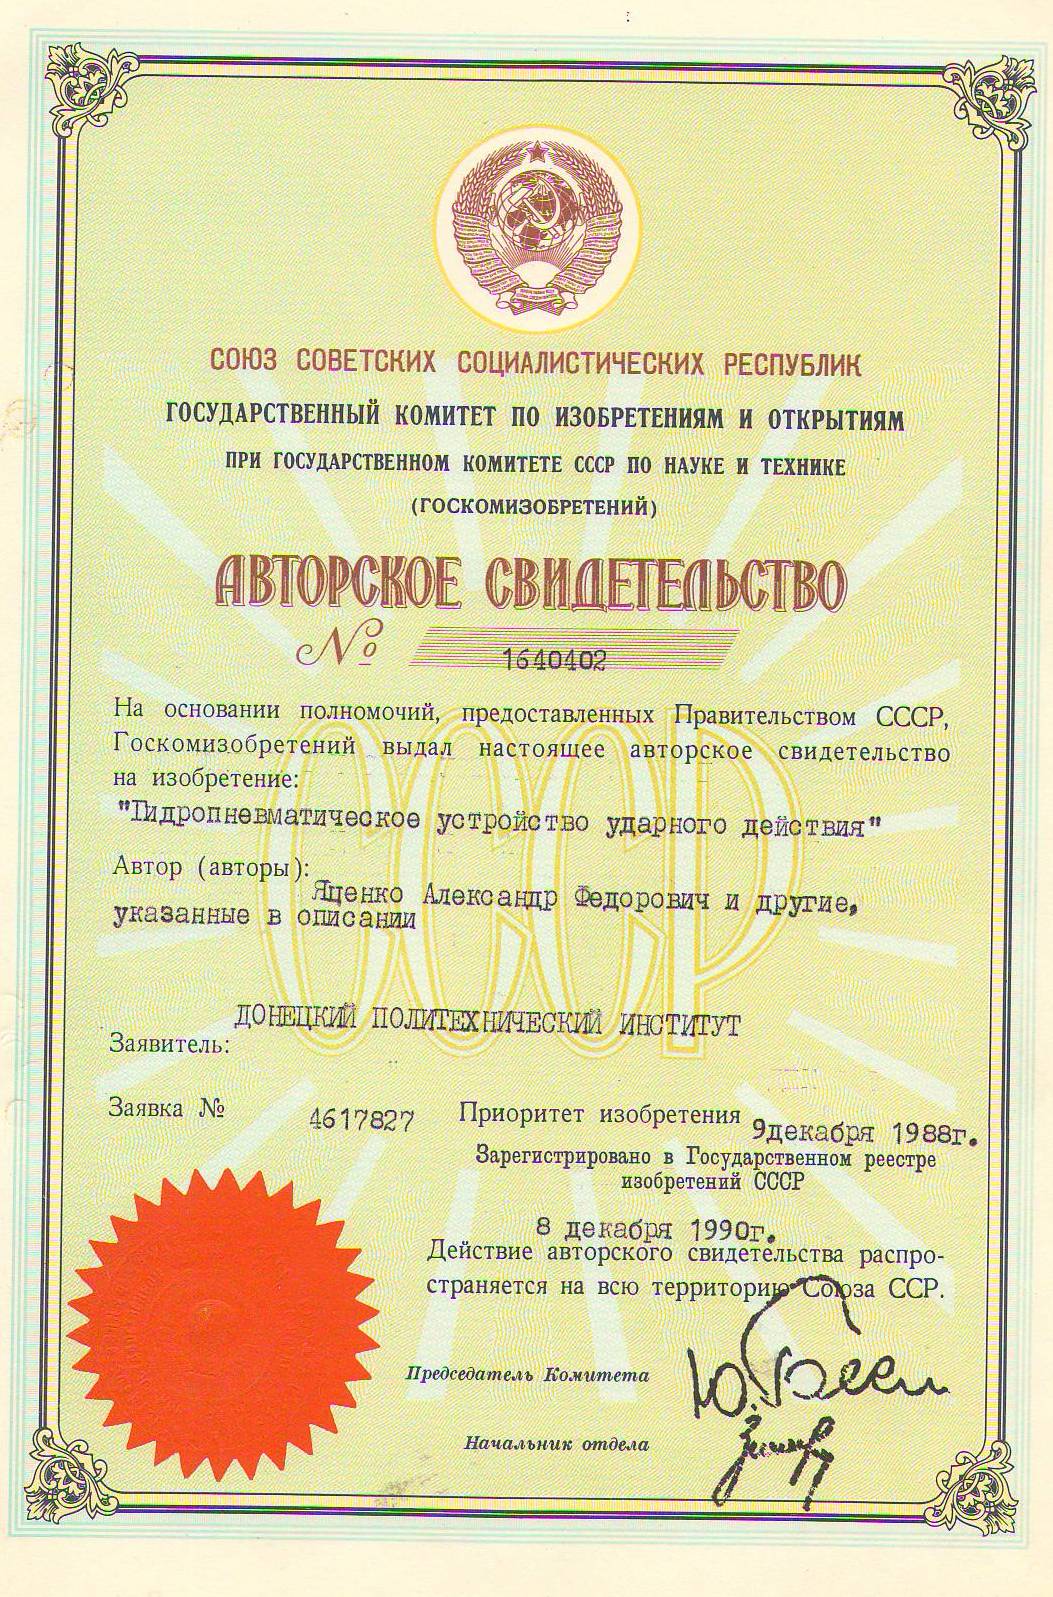 СОЮЗ СОВЕТСКИХ СОЦИАЛИСТИЧЕСКИХ РЕСПУБЛИК
ГОСУДАРСТВЕННЫЙ КОМИТЕТ ПО ИЗОБРЕТЕНИЯМ И ОТКРЫТИЯМ
ПРИ ГОСУДАРСТВЕННОМ КОМИТЕТЕ СССР ПО НАУКЕ И ТЕХНИКЕ
(ГОСКОМИЗОБРЕТЕНИЙ)
АВТОРСКОЕ СВИДЕТЕЛЬСТВО
№ 1640402
СССР
На основании полномочий, предоставленных Правительством СССР,
Госкомизобретений выдал настоящее авторское свидетельство
на изобретение:
"Гидропневматическое устройство ударного действия"
Автор (авторы):
Яценко Александр Федорович и другие,
указанные в описании
ДОНЕЦКИЙ ПОЛИТЕХНИЧЕСКИЙ ИНСТИТУТ
Заявитель:
Заявка № 4617827
Приоритет изобретения 9декабря 1988г.
Зарегистрировано в Государственном реестре
изобретений СССР
8 декабря 1990г.
Действие авторского свидетельства распро-
страняется на всю территорию Союза ССР.
Председатель Комитета
Начальник отдела